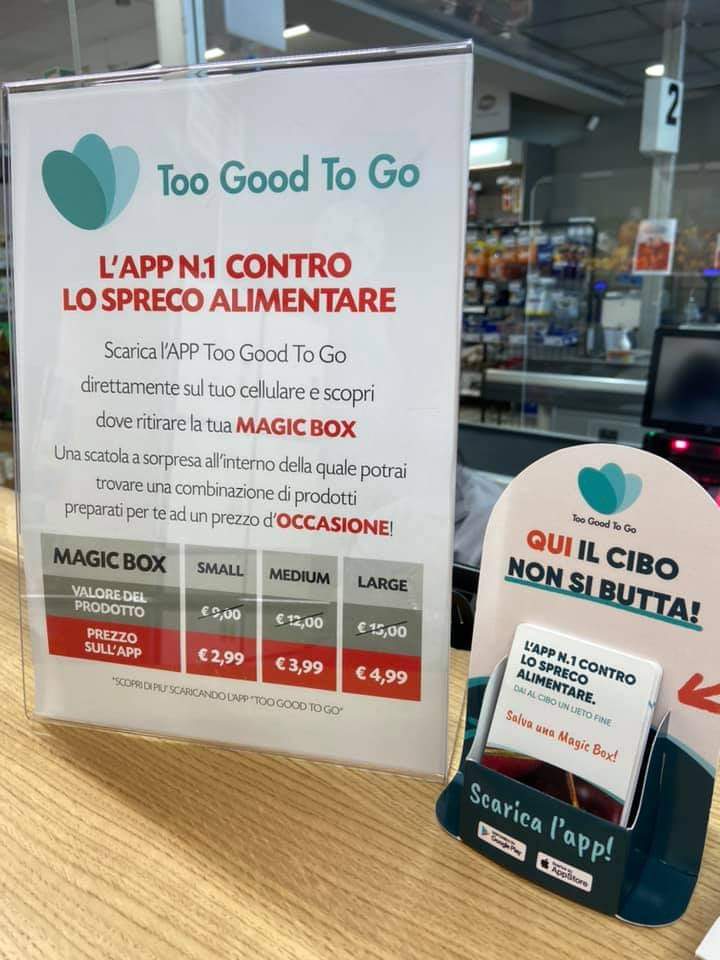 Too Good To Go
L'APP N.1 CONTRO
LO SPRECO ALIMENTARE
Scarica l'APP Too Good To Go
direttamente sul tuo cellulare e scopri
dove ritirare la tua MAGIC BOX
Una scatola a sorpresa all'interno della quale potrai
trovare una combinazione di prodotti
preparati per te ad un prezzo d'OCCASIONE!
MAGIC BOX SMALL MEDIUM LARGE
VALORE DEL
PRODOTTO € 9,00 € 12,00 € 15,00
PREZZO
SULL'APP € 2,99 € 3,99 € 4,99
"SCOPRI DI PIU' SCARICANDO L'APP "TOO GOOD TO GO"
2
Too Good To Go
QUI IL CIBO
NON SI BUTTA!
L'APP N.1 CONTRO
LO SPRECO
ALIMENTARE.
DAI AL CIBO UN LIETO FINE
Salva una Magic Box!
Scarica l'app!
Google Play
AppStore